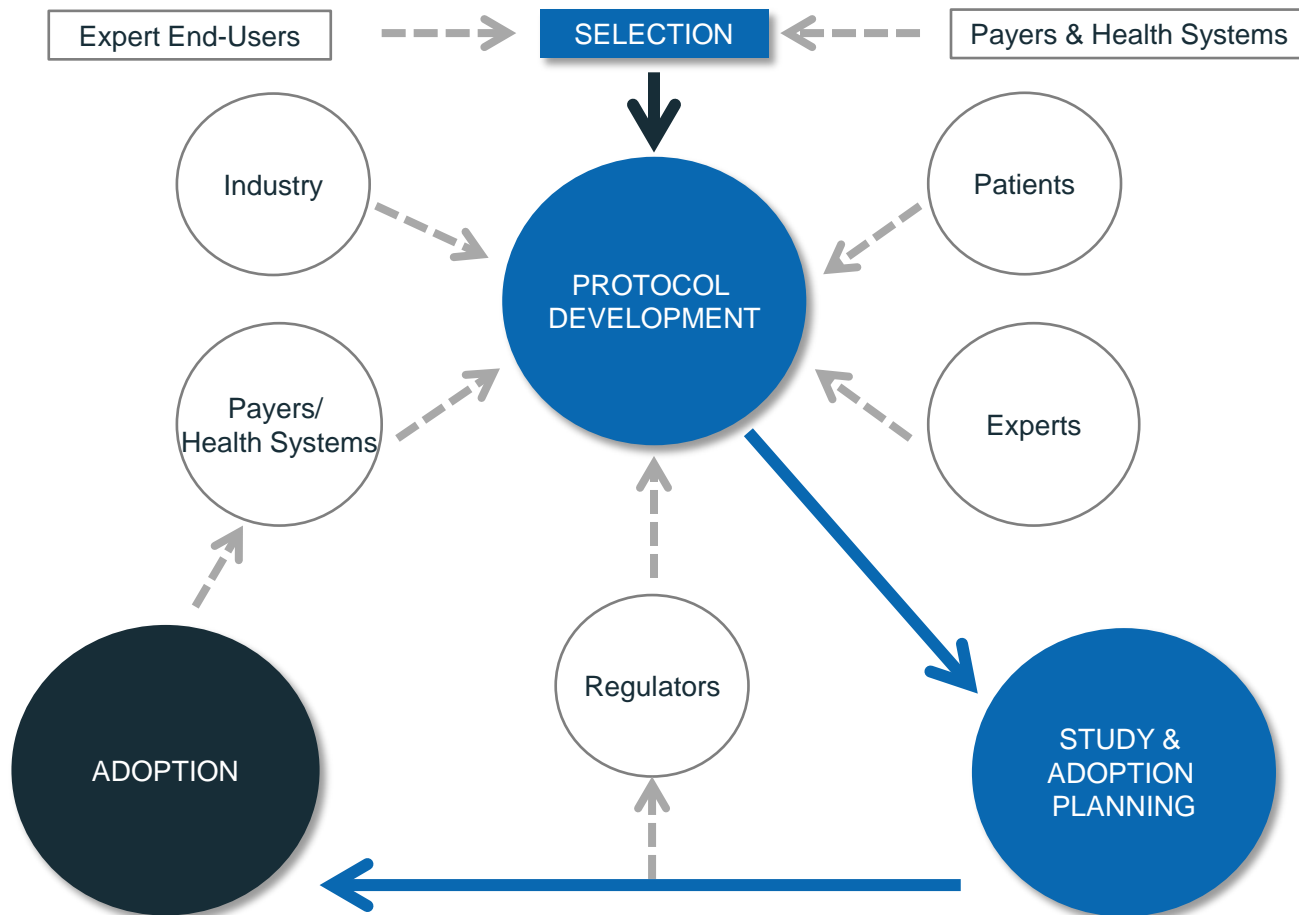 Expert End-Users
SELECTION
Payers & Health Systems
Industry
Patients
PROTOCOL
DEVELOPMENT
Payers/
Health Systems
Experts
Regulators
ADOPTION
STUDY &
ADOPTION
PLANNING